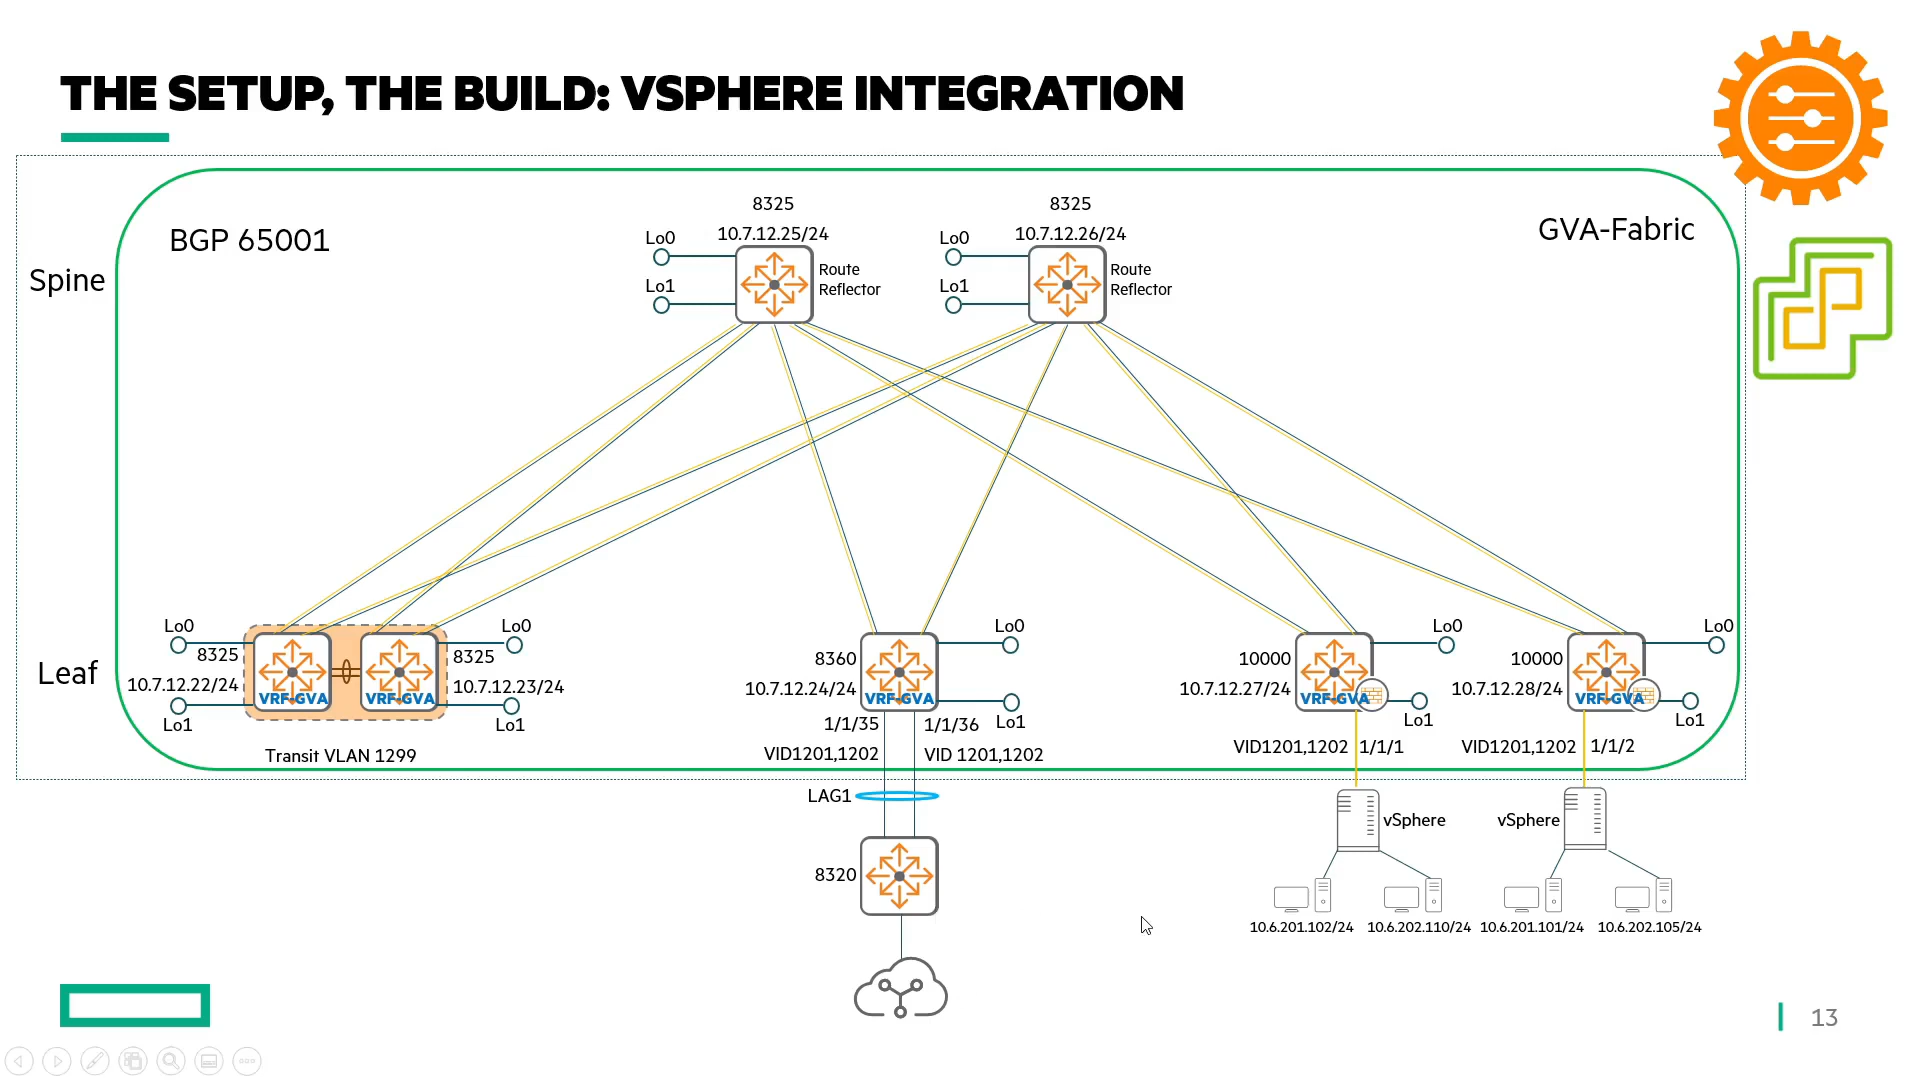 THE SETUP, THE BUILD: VSPHERE INTEGRATION
BGP 65001
GVA-Fabric
Spine
8325
10.7.12.25/24
Lo0
Lo1
Route
Reflector
8325
10.7.12.26/24
Lo0
Lo1
Route
Reflector
Leaf
Lo0
8325
10.7.12.22/24
Lo1
VRF-GVA
VRF-GVA
Lo0
8325
10.7.12.23/24
Lo1
Transit VLAN 1299
8360
10.7.12.24/24
VRF-GVA
Lo0
Lo1
1/1/35
1/1/36
VID1201,1202
VID 1201,1202
LAG1
8320
10000
10.7.12.27/24
VRF-GVA
Lo0
Lo1
VID1201,1202
1/1/1
10000
10.7.12.28/24
VRF-GVA
Lo0
Lo1
VID1201,1202
1/1/2
vSphere
vSphere
10.6.201.102/24
10.6.202.110/24
10.6.201.101/24
10.6.202.105/24
13